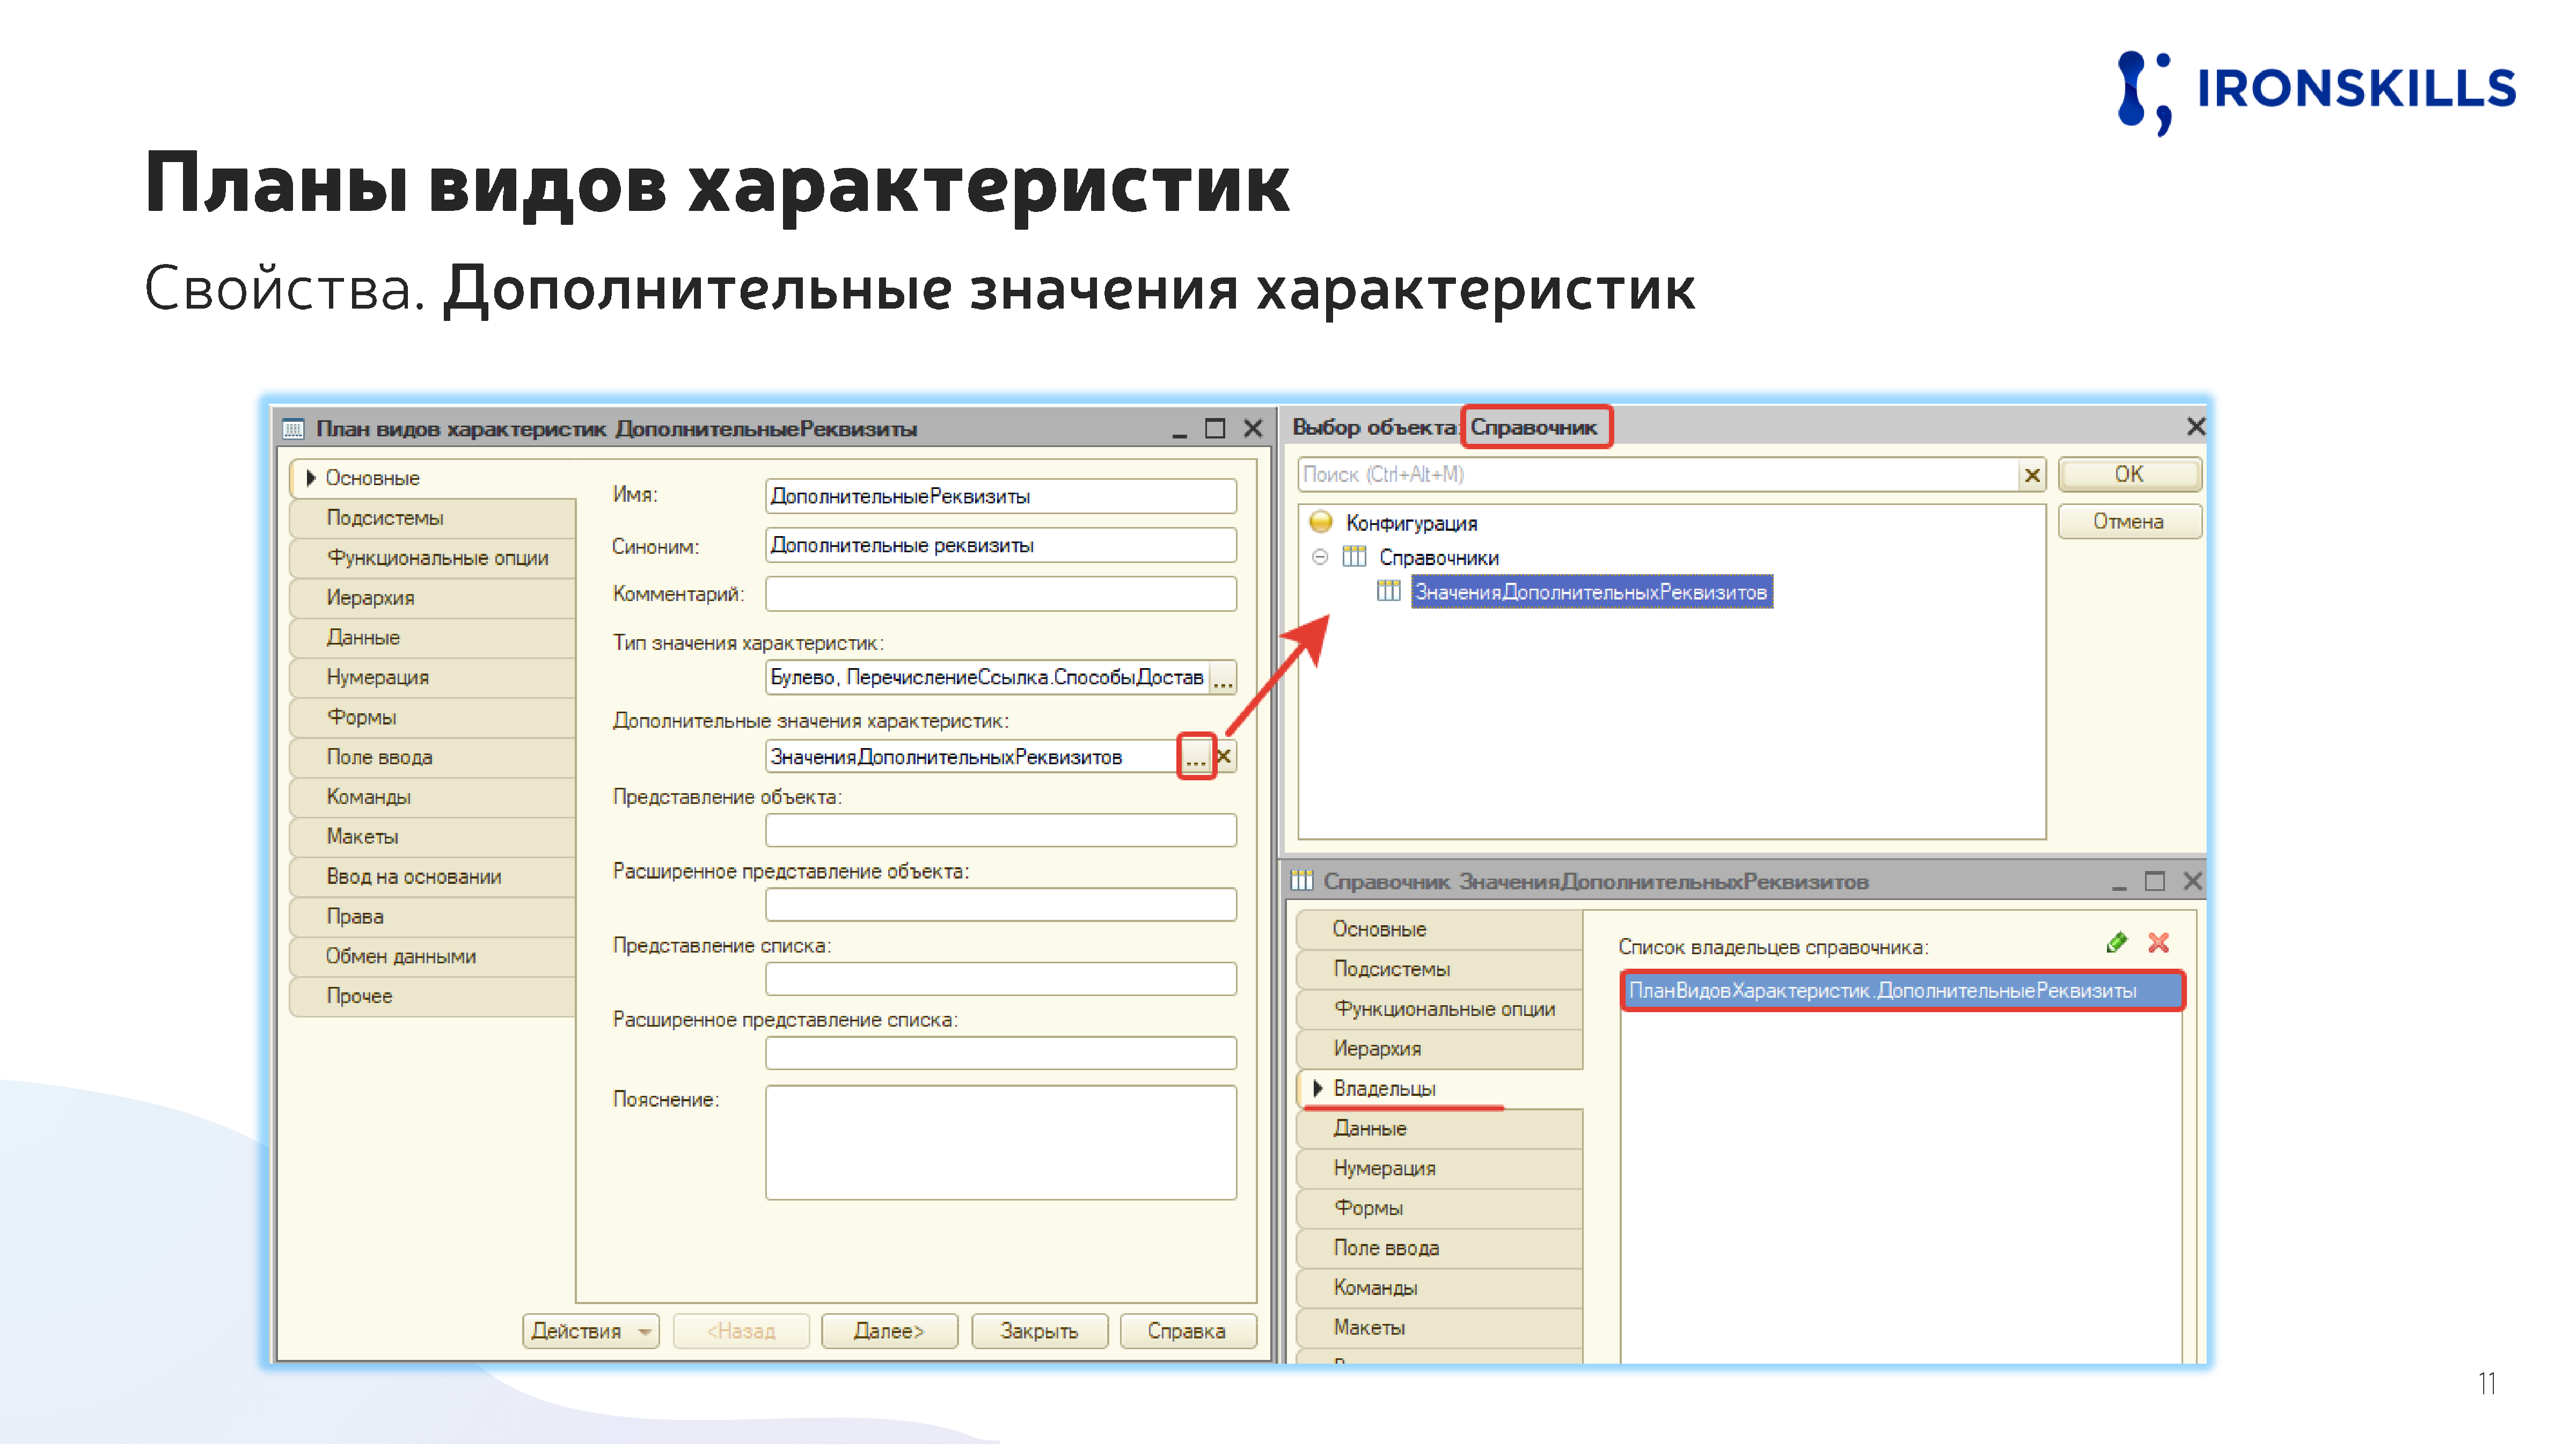 IRONSKILLS
Планы видов характеристик
Свойства. Дополнительные значения характеристик
План видов характеристик ДополнительныеРеквизиты
Основные
Подсистемы
Функциональные опции
Иерархия
Данные
Нумерация
Формы
Поле ввода
Команды
Макеты
Ввод на основании
Права
Обмен данными
Прочее
Имя: ДополнительныеРеквизиты
Синоним: Дополнительные реквизиты
Комментарий:
Тип значения характеристик:
Булево, ПеречислениеСсылка.СпособыДостав ...
Дополнительные значения характеристик:
ЗначенияДополнительныхРеквизитов ...
Представление объекта:
Расширенное представление объекта:
Представление списка:
Расширенное представление списка:
Пояснение:
Действия <Назад Далее> Закрыть Справка
Выбор объекта: Справочник
Поиск (Ctrl+Alt+M)
OK
Отмена
Конфигурация
Справочники
ЗначенияДополнительныхРеквизитов
Справочник ЗначенияДополнительныхРеквизитов
Основные
Подсистемы
Функциональные опции
Иерархия
Владельцы
Данные
Нумерация
Формы
Поле ввода
Команды
Макеты
Список владельцев справочника:
ПланВидовХарактеристик.ДополнительныеРеквизиты
11